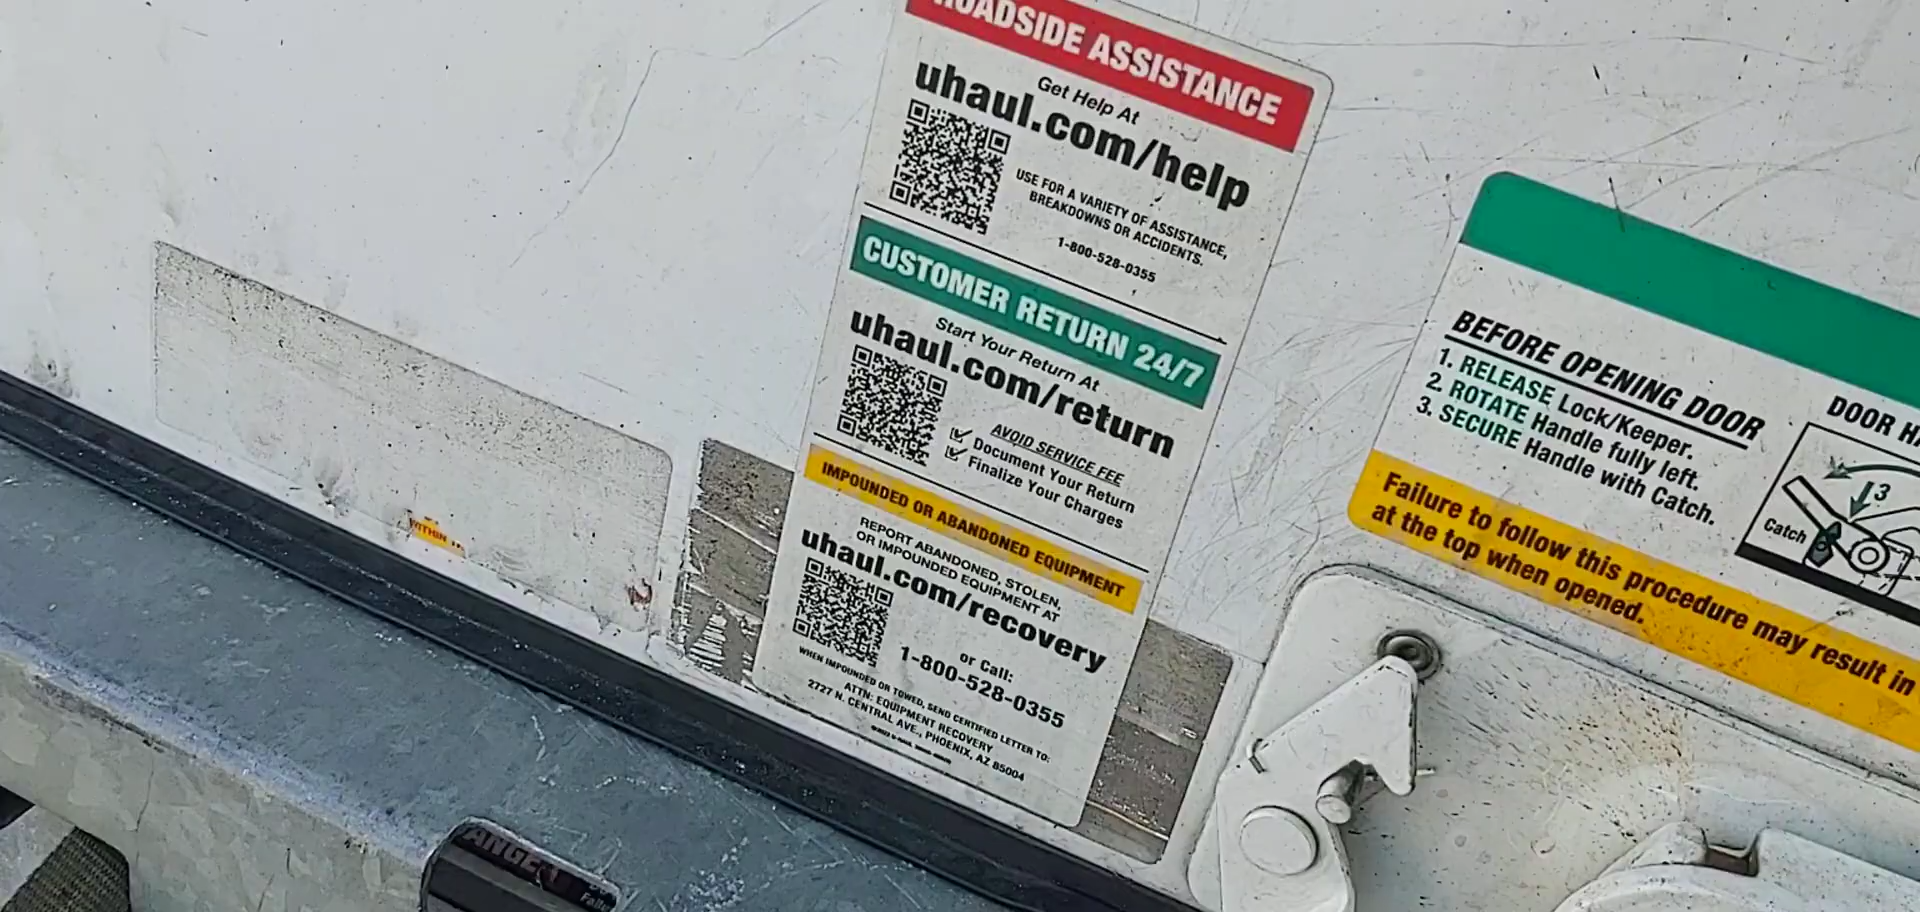 ROADSIDE ASSISTANCE
Get Help At
uhaul.com/help
USE FOR A VARIETY OF ASSISTANCE,
BREAKDOWNS OR ACCIDENTS.
1-800-528-0355
CUSTOMER RETURN 24/7
Start Your Return At
uhaul.com/return
AVOID SERVICE FEE
Document Your Return
Finalize Your Charges
IMPOUNDED OR ABANDONED EQUIPMENT
REPORT ABANDONED, STOLEN,
OR IMPOUNDED EQUIPMENT AT
uhaul.com/recovery
or Call:
1-800-528-0355
WHEN IMPOUNDED OR TOWED, SEND CERTIFIED LETTER TO:
ATTN: EQUIPMENT RECOVERY
2727 N. CENTRAL AVE., PHOENIX, AZ 85004
BEFORE OPENING DOOR
1. RELEASE Lock/Keeper.
2. ROTATE Handle fully left.
3. SECURE Handle with Catch.
DOOR
3
Catch
Failure to follow this procedure may result in
at the top when opened.
WITHIN